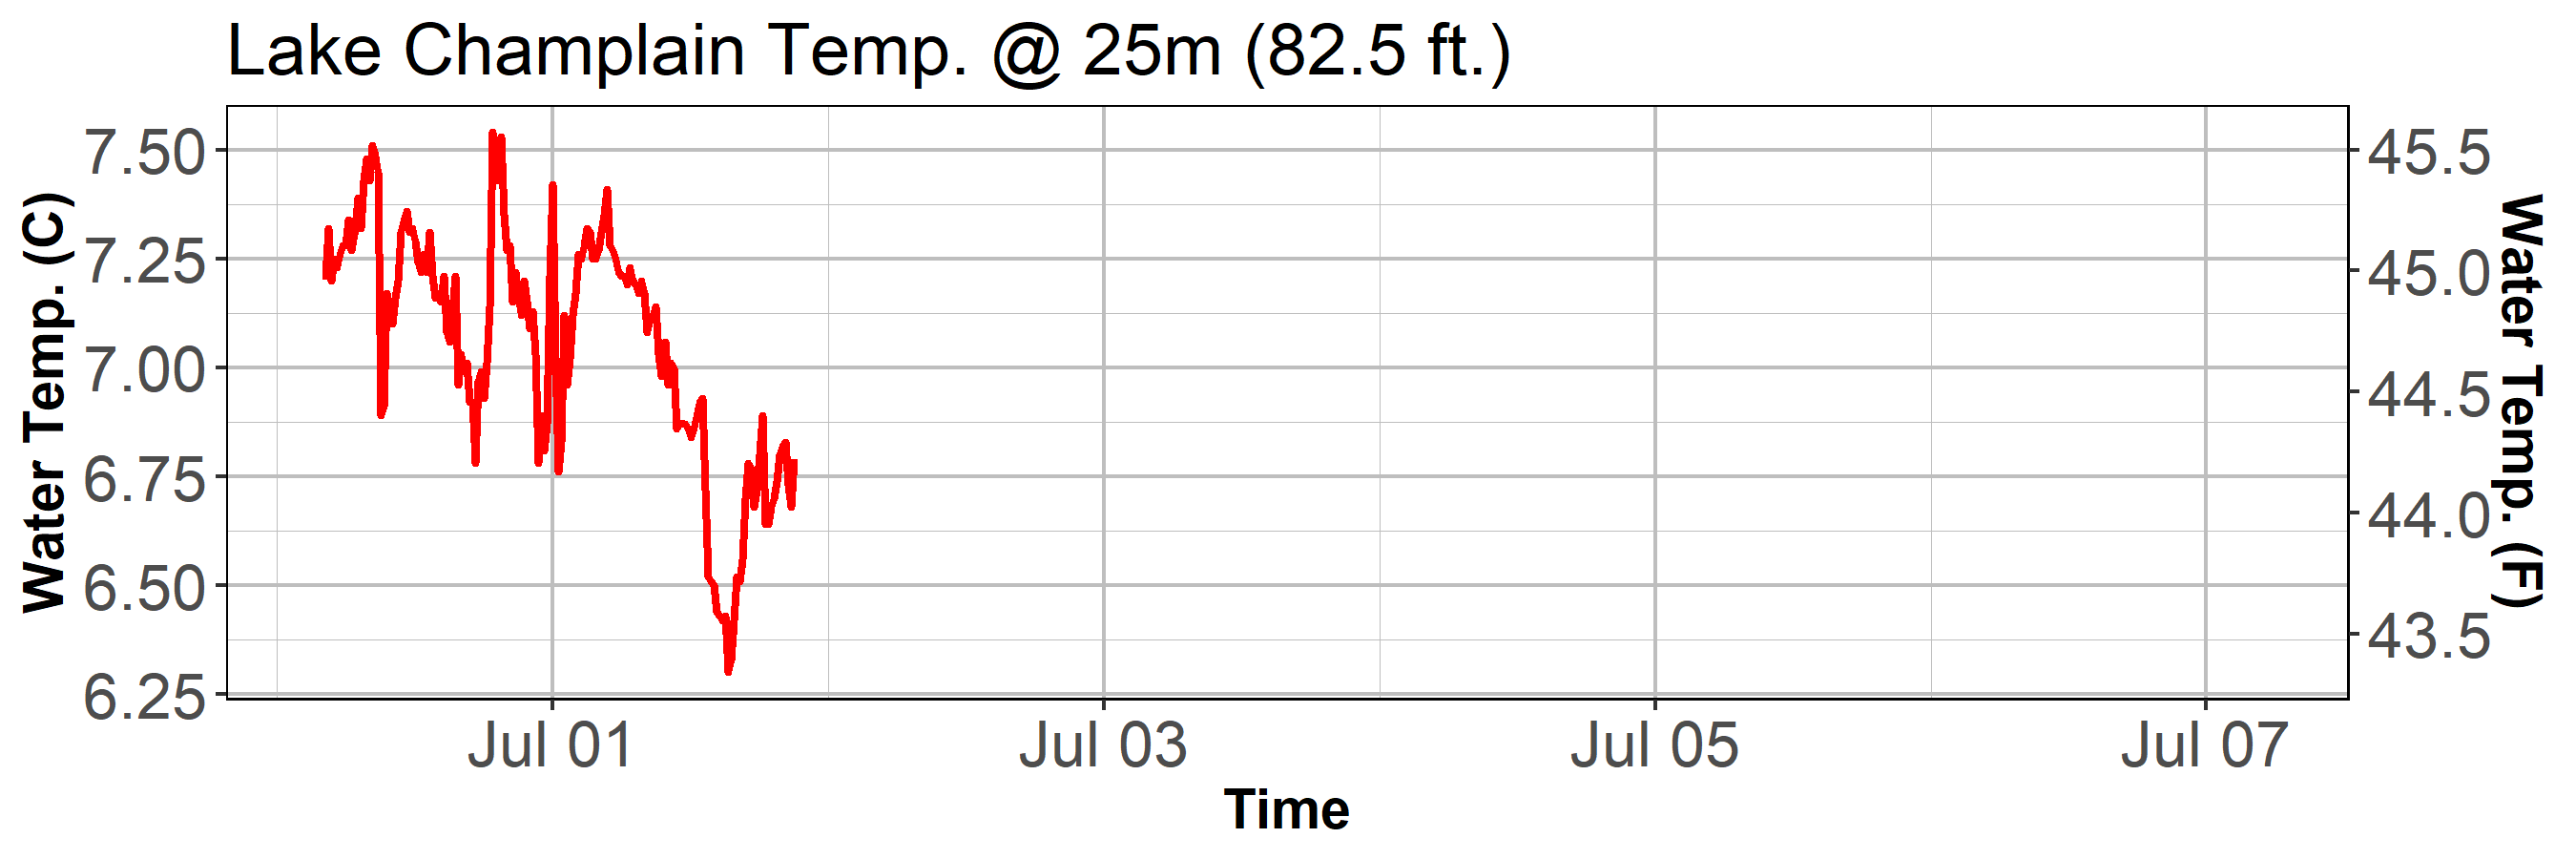 Lake Champlain Temp. @ 25m (82.5 ft.)
Water Temp. (C)
7.50
7.25
7.00
6.75
6.50
6.25
45.5
45.0
44.5
44.0
43.5
Water Temp. (F)
Jul 01
Jul 03
Jul 05
Jul 07
Time